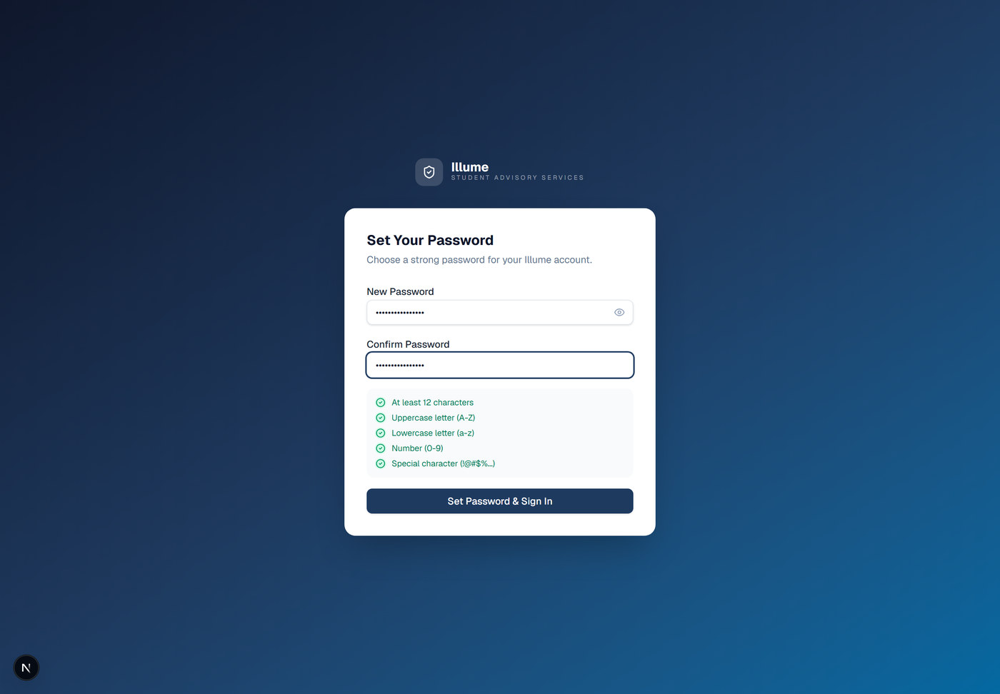 Illume
STUDENT ADVISORY SERVICES
Set Your Password
Choose a strong password for your Illume account.
New Password
••••••••••••••••
Confirm Password
••••••••••••••••
At least 12 characters
Uppercase letter (A-Z)
Lowercase letter (a-z)
Number (0-9)
Special character (!@#$%...)
Set Password & Sign In
N